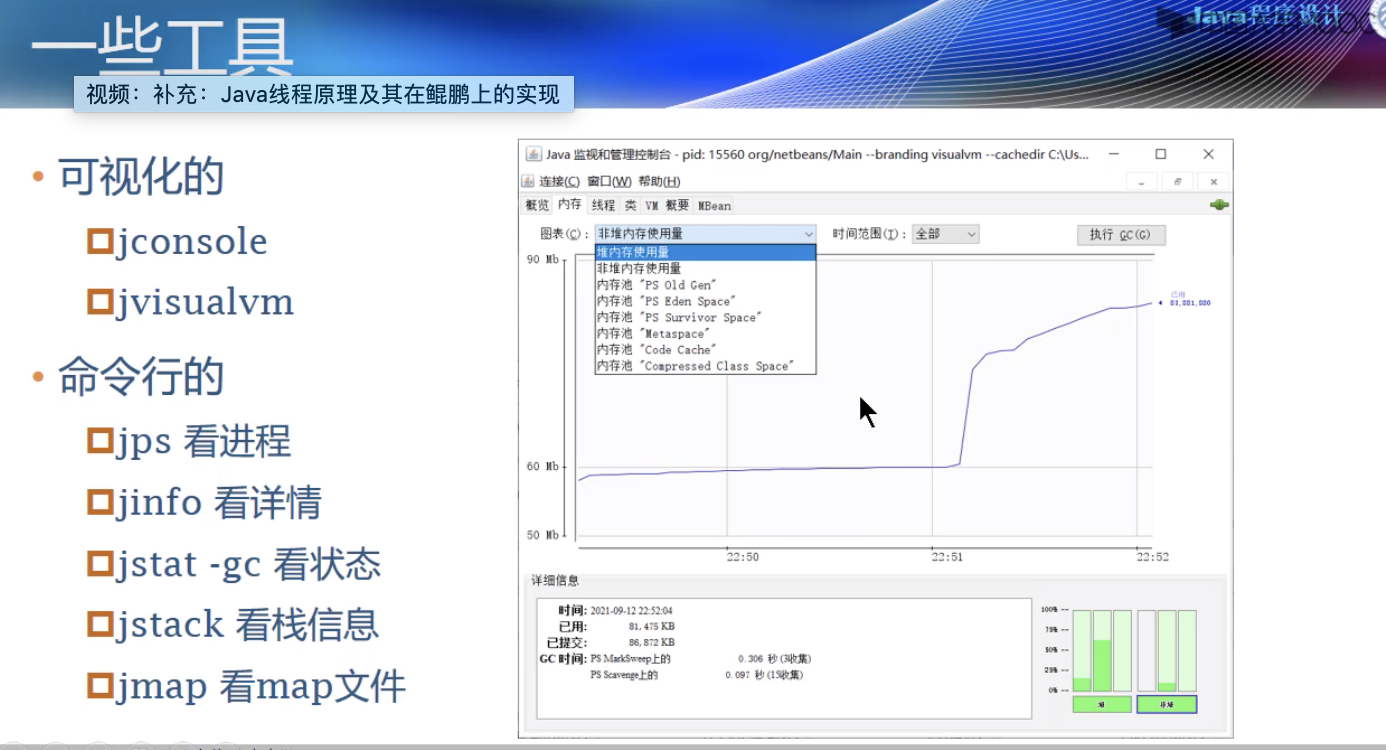 一些工具
Java程序设计
视频：补充：Java线程原理及其在鲲鹏上的实现
• 可视化的
jconsole
jvisualvm
• 命令行的
jps 看进程
jinfo 看详情
jstat -gc 看状态
jstack 看栈信息
jmap 看map文件
Java 监视和管理控制台 - pid: 15560 org/netbeans/Main --branding visualvm --cachedir C:\Us...
连接(C) 窗口(W) 帮助(H)
概览 内存 线程 类 VM 概要 MBean
图表(C): 非堆内存使用量 时间范围(T): 全部 执行 GC(G)
堆内存使用量
非堆内存使用量
内存池 "PS Old Gen"
内存池 "PS Eden Space"
内存池 "PS Survivor Space"
内存池 "Metaspace"
内存池 "Code Cache"
内存池 "Compressed Class Space"
90 Mb
60 Mb
50 Mb
已用
22:50 22:51 22:52
详细信息
时间: 2021-09-12 22:52:04
已用: 81,475 KB
已提交: 86,872 KB
GC 时间: PS MarkSweep上的 0.306 秒 (3收集)
PS Scavenge上的 0.097 秒 (15收集)
100% --
75% --
50% --
25% --
0% --
堆 非堆